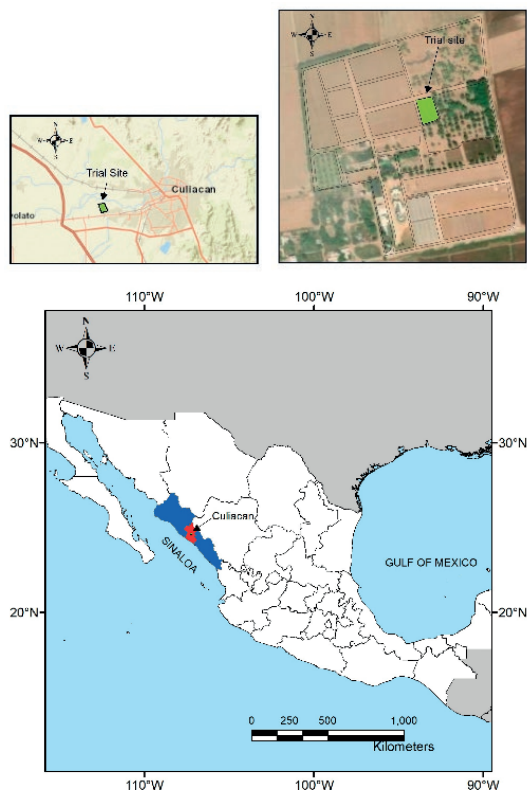 N
W E
S
Trial site
N
W E
S
Trial Site
Culiacan
volato
110°W 100°W 90°W
N
W E
S
30°N 30°N
Culiacan
SINALOA
GULF OF MEXICO
20°N 20°N
0 250 500 1,000
Kilometers
110°W 100°W 90°W